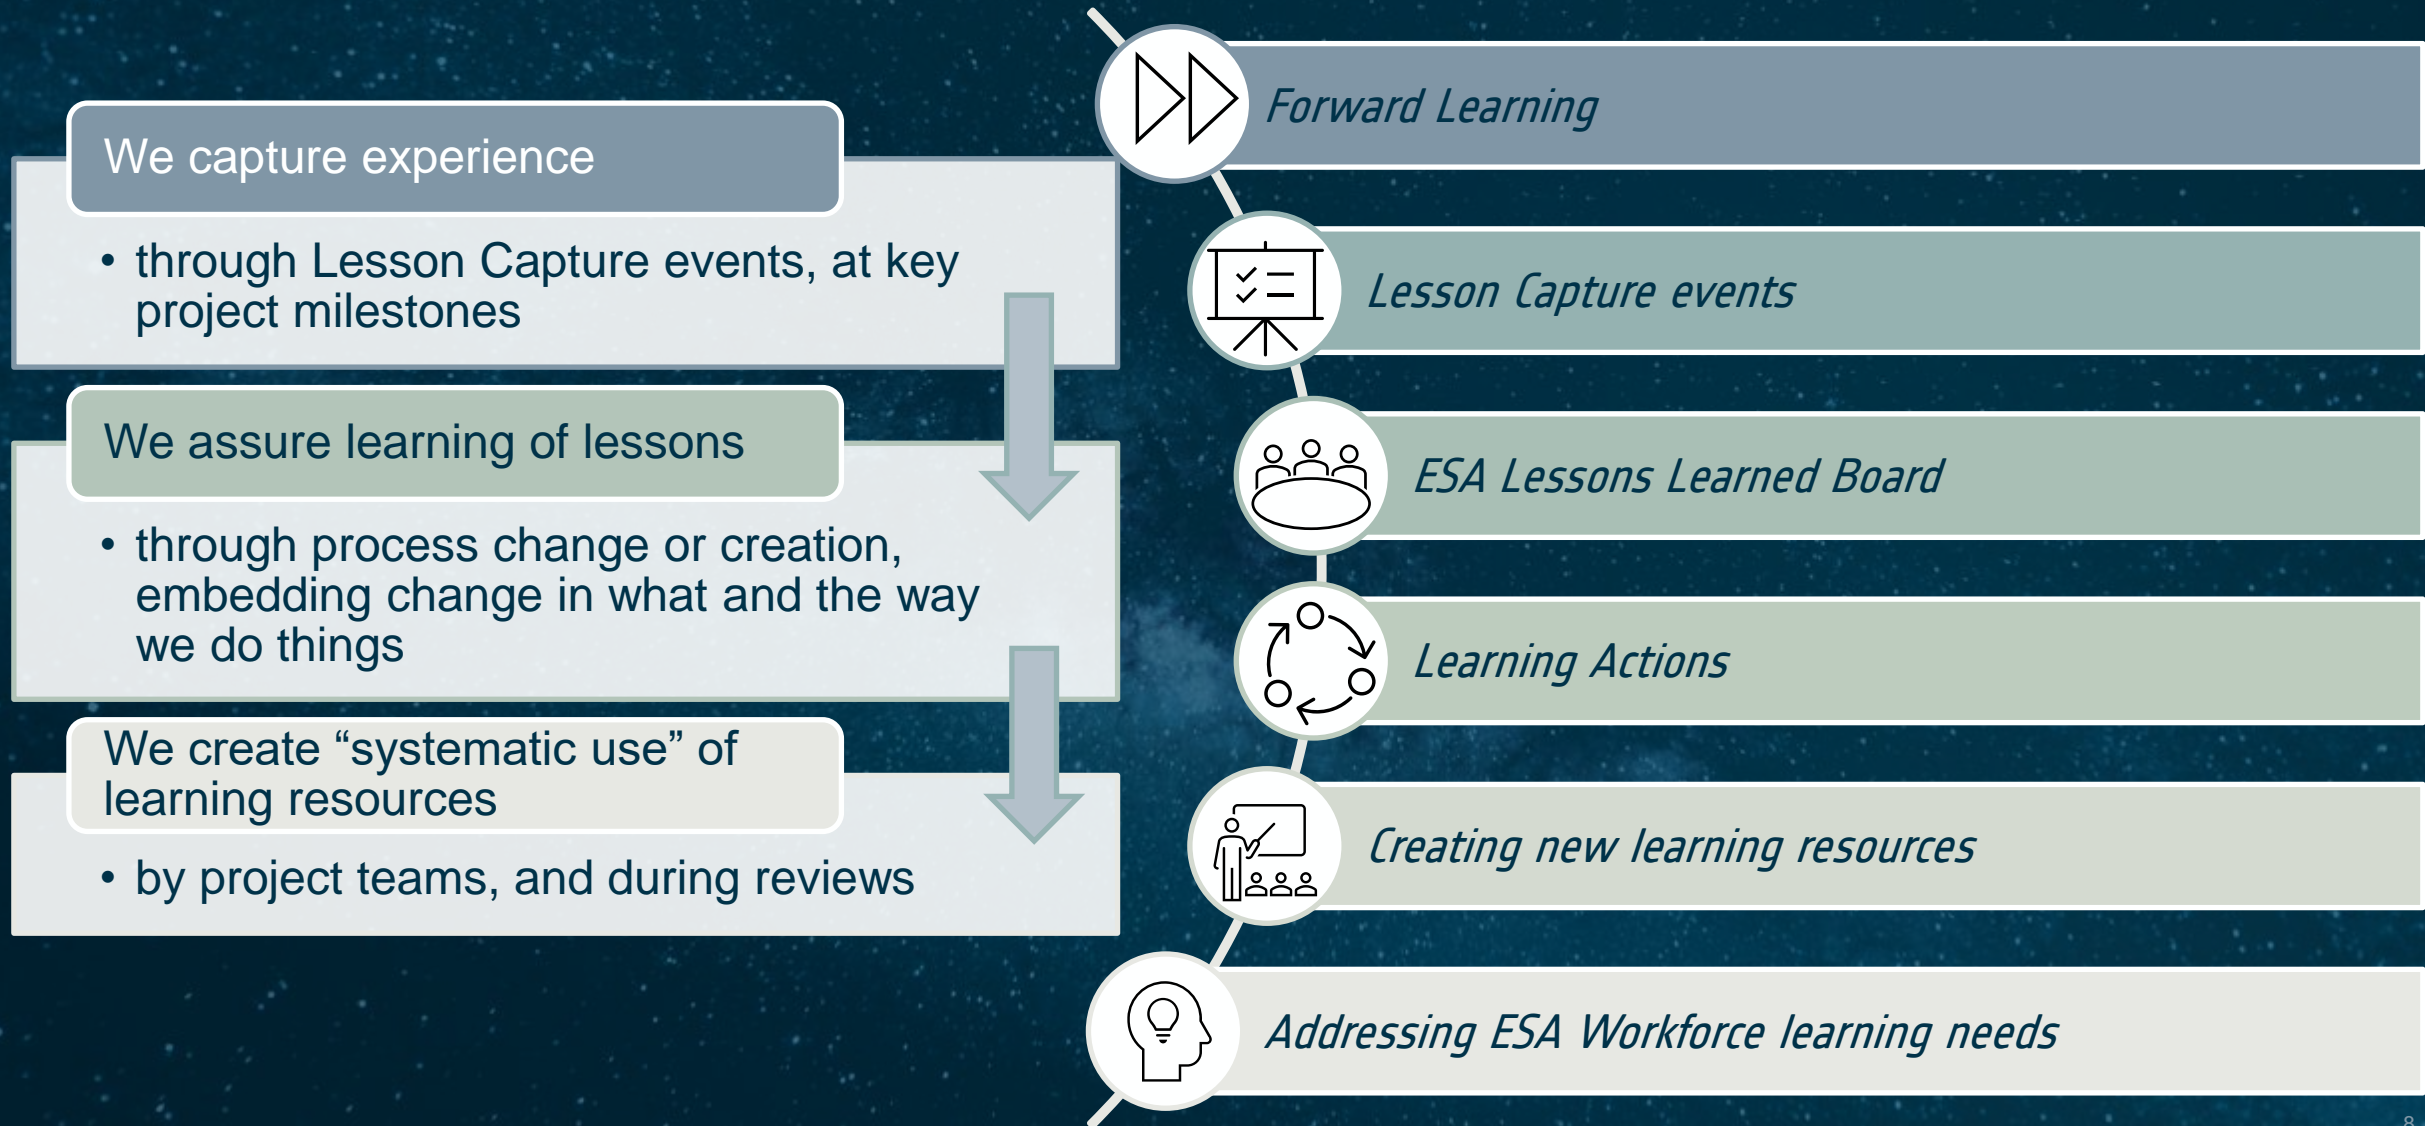 We capture experience
• through Lesson Capture events, at key
project milestones
We assure learning of lessons
• through process change or creation,
embedding change in what and the way
we do things
We create “systematic use” of
learning resources
• by project teams, and during reviews
Forward Learning
Lesson Capture events
ESA Lessons Learned Board
Learning Actions
Creating new learning resources
Addressing ESA Workforce learning needs
8